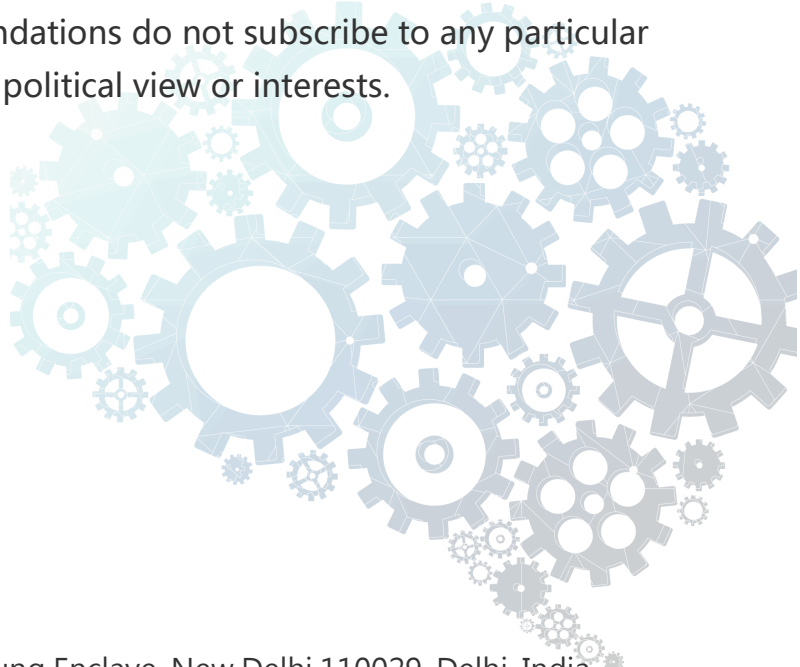 ndations do not subscribe to any particular
political view or interests.
ung Enclave, New Delhi 110029, Delhi, India